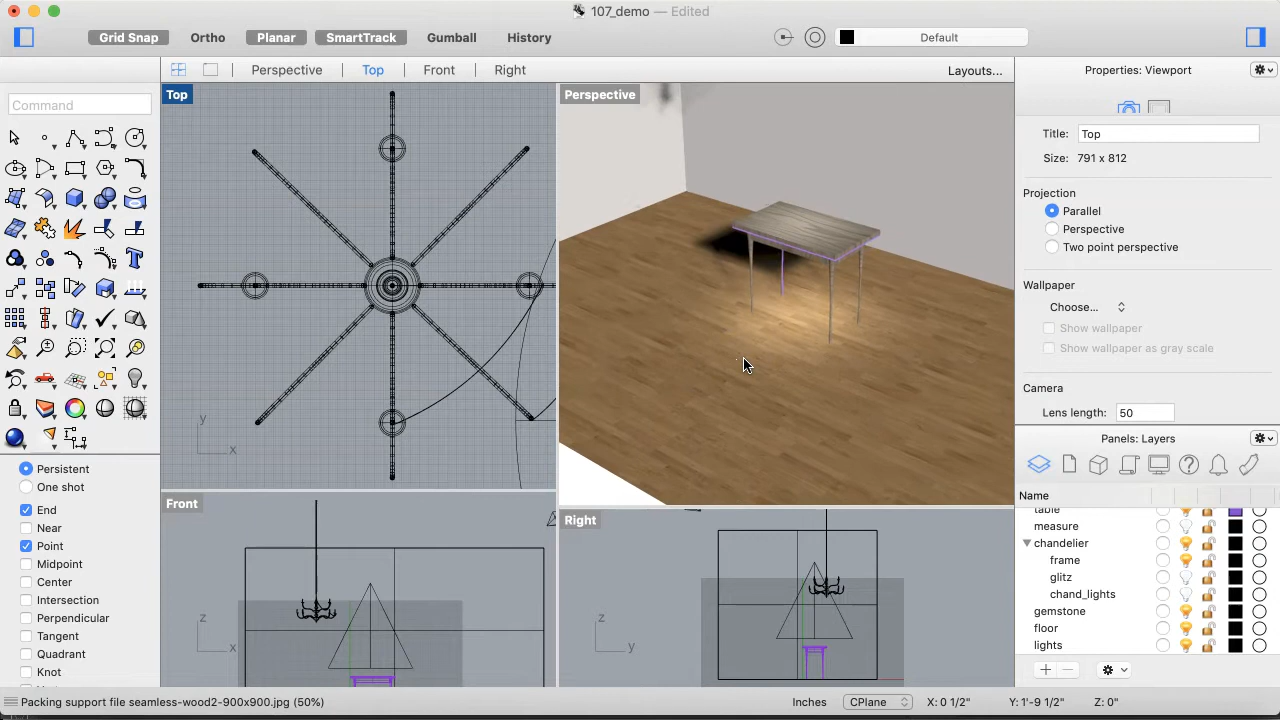 107_demo — Edited
Grid Snap Ortho Planar SmartTrack Gumball History Default
Perspective Top Front Right Layouts...
Properties: Viewport
Command
Top
Perspective
Title: Top
Size: 791 x 812
Projection
Parallel
Perspective
Two point perspective
Wallpaper
Choose...
Show wallpaper
Show wallpaper as gray scale
Camera
Lens length: 50
y
x
Panels: Layers
Persistent
One shot
End
Near
Point
Midpoint
Center
Intersection
Perpendicular
Tangent
Quadrant
Knot
Front
z
x
Right
z
y
Name
table
measure
chandelier
frame
glitz
chand_lights
gemstone
floor
lights
Packing support file seamless-wood2-900x900.jpg (50%) Inches CPlane X: 0 1/2" Y: 1'-9 1/2" Z: 0"